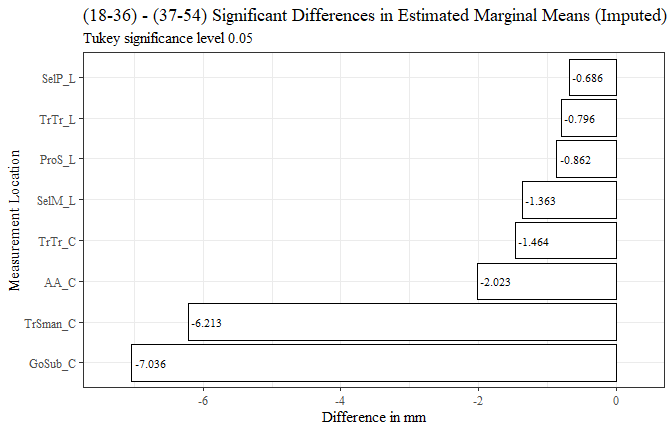 (18-36) - (37-54) Significant Differences in Estimated Marginal Means (Imputed)
Tukey significance level 0.05
Measurement Location
SelP_L -0.686
TrTr_L -0.796
ProS_L -0.862
SelM_L -1.363
TrTr_C -1.464
AA_C -2.023
TrSman_C -6.213
GoSub_C -7.036
-6 -4 -2 0
Difference in mm